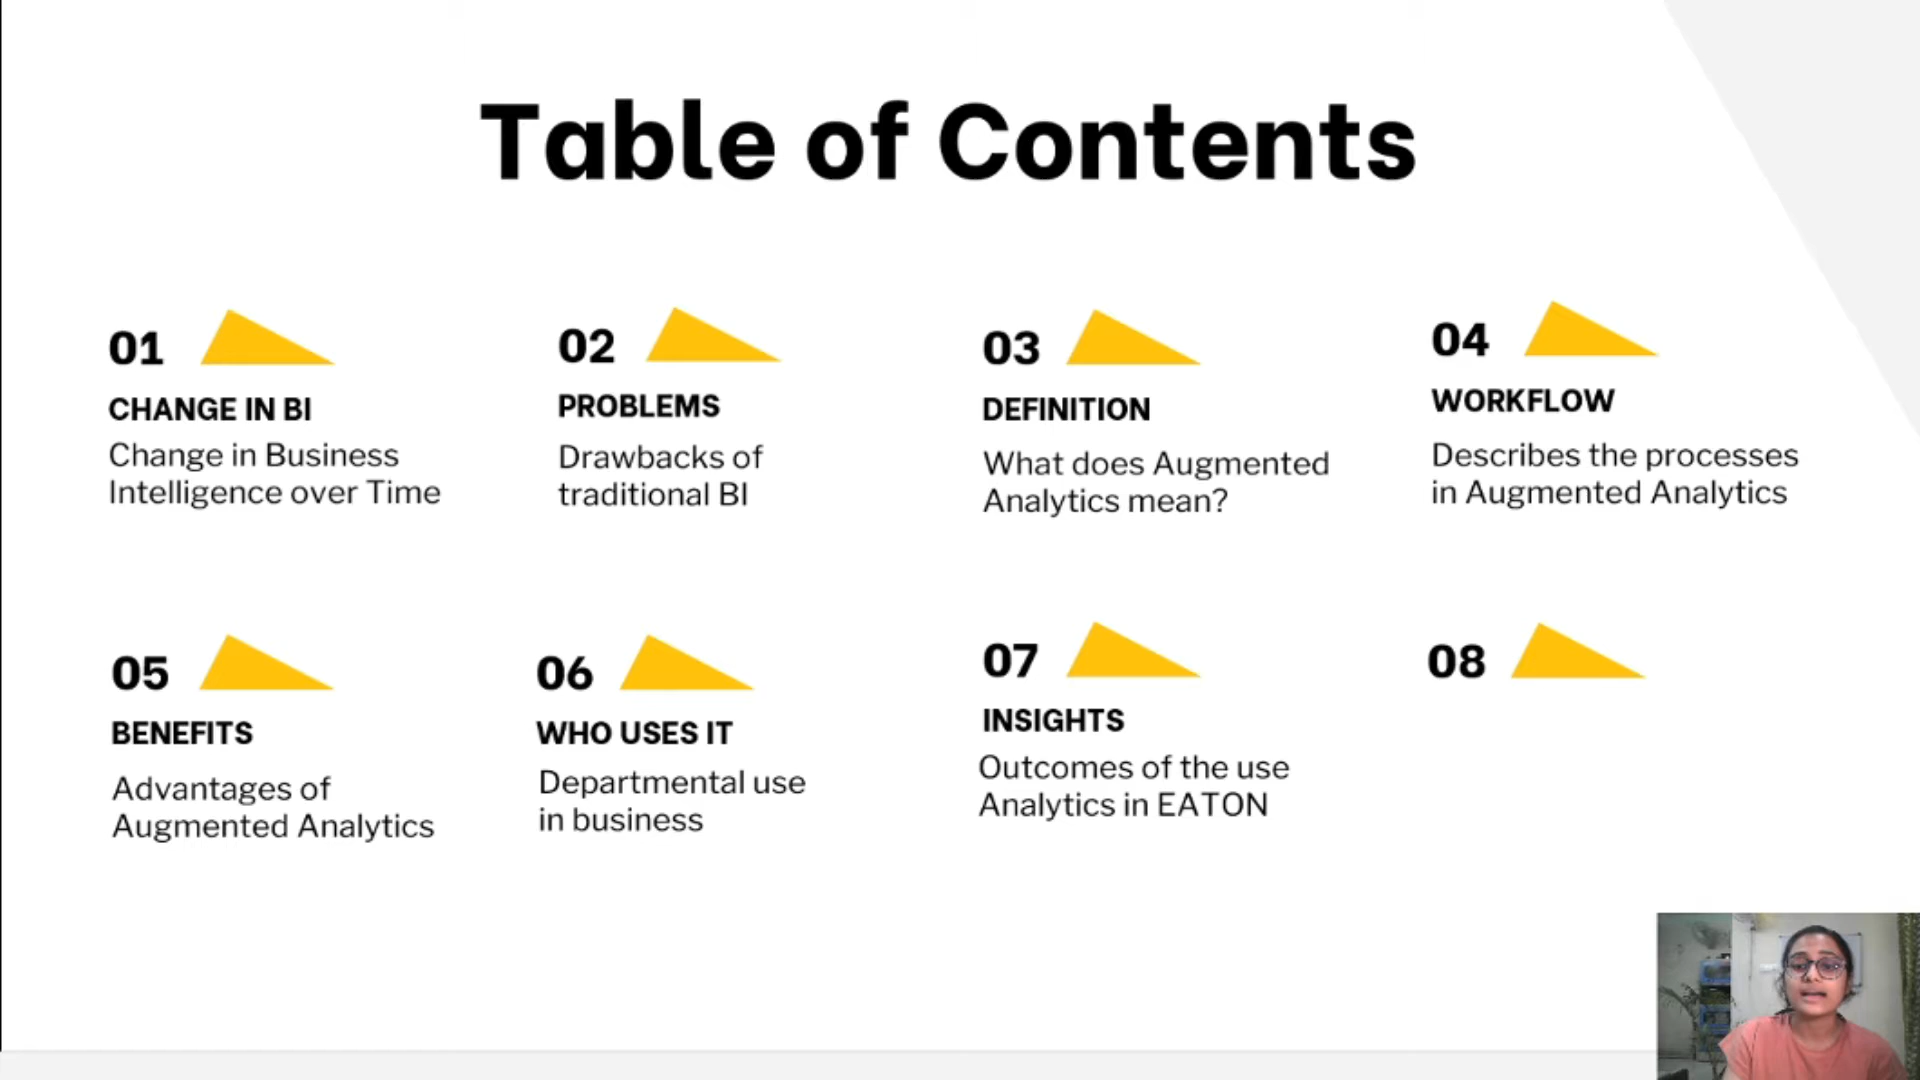 Table of Contents
01
CHANGE IN BI
Change in Business
Intelligence over Time
02
PROBLEMS
Drawbacks of
traditional BI
03
DEFINITION
What does Augmented
Analytics mean?
04
WORKFLOW
Describes the processes
in Augmented Analytics
05
BENEFITS
Advantages of
Augmented Analytics
06
WHO USES IT
Departmental use
in business
07
INSIGHTS
Outcomes of the use
Analytics in EATON
08